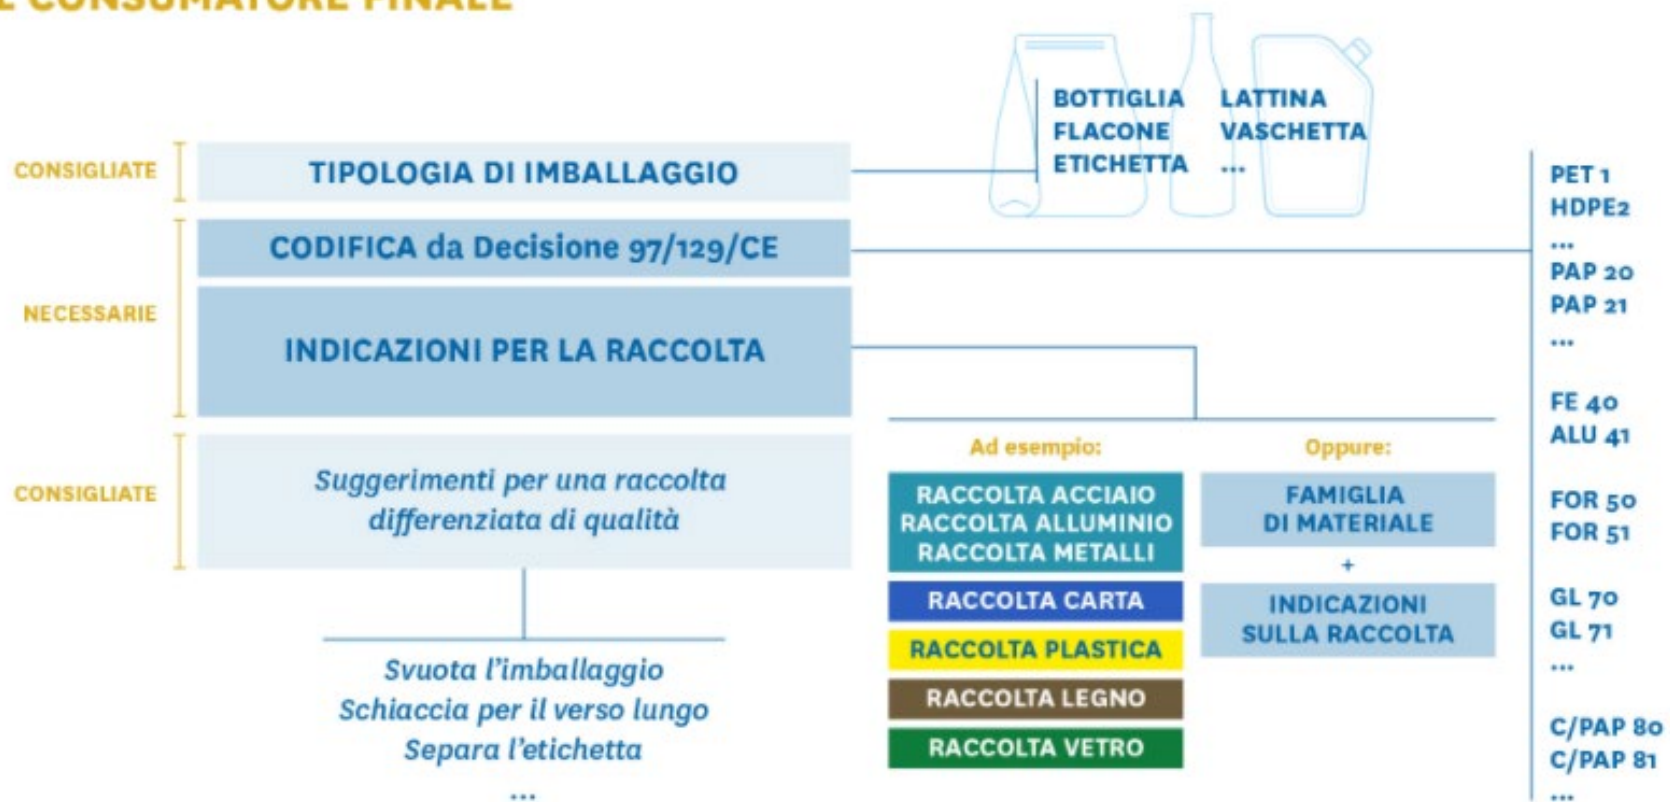 E CONSUMATORE FINALE
BOTTIGLIA LATTINA
FLACONE VASCHETTA
ETICHETTA ...
CONSIGLIATE
TIPOLOGIA DI IMBALLAGGIO
NECESSARIE
CODIFICA da Decisione 97/129/CE
INDICAZIONI PER LA RACCOLTA
CONSIGLIATE
Suggerimenti per una raccolta
differenziata di qualità
Svuota l'imballaggio
Schiaccia per il verso lungo
Separa l'etichetta
...
Ad esempio:
RACCOLTA ACCIAIO
RACCOLTA ALLUMINIO
RACCOLTA METALLI
RACCOLTA CARTA
RACCOLTA PLASTICA
RACCOLTA LEGNO
RACCOLTA VETRO
Oppure:
FAMIGLIA
DI MATERIALE
+
INDICAZIONI
SULLA RACCOLTA
PET 1
HDPE2
...
PAP 20
PAP 21
...
FE 40
ALU 41
FOR 50
FOR 51
GL 70
GL 71
...
C/PAP 80
C/PAP 81
...